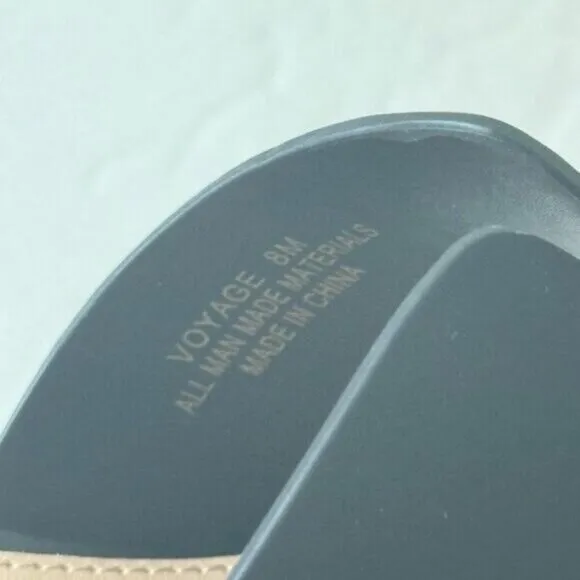 VOYAGE 8M
ALL MAN MADE MATERIALS
MADE IN CHINA